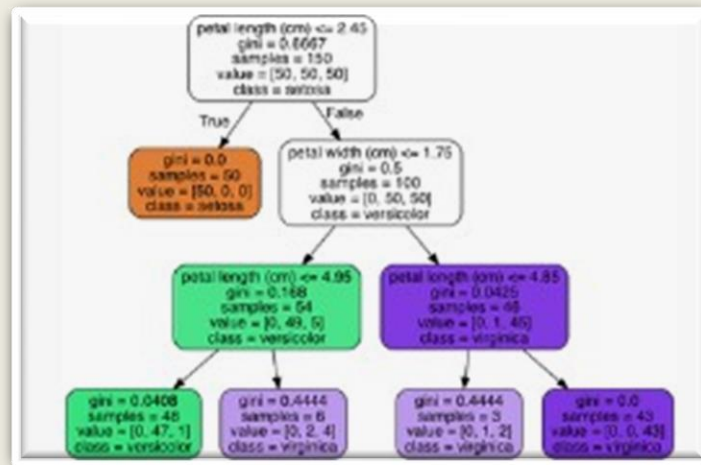 petal length (cm) <= 2.45
gini = 0.6667
samples = 150
value = [50, 50, 50]
class = setosa
True
False
gini = 0.0
samples = 50
value = [50, 0, 0]
class = setosa
petal width (cm) <= 1.75
gini = 0.5
samples = 100
value = [0, 50, 50]
class = versicolor
petal length (cm) <= 4.95
gini = 0.168
samples = 54
value = [0, 49, 5]
class = versicolor
petal length (cm) <= 4.85
gini = 0.0425
samples = 46
value = [0, 1, 45]
class = virginica
gini = 0.0408
samples = 48
value = [0, 47, 1]
class = versicolor
gini = 0.4444
samples = 6
value = [0, 2, 4]
class = virginica
gini = 0.4444
samples = 3
value = [0, 1, 2]
class = virginica
gini = 0.0
samples = 43
value = [0, 0, 43]
class = virginica